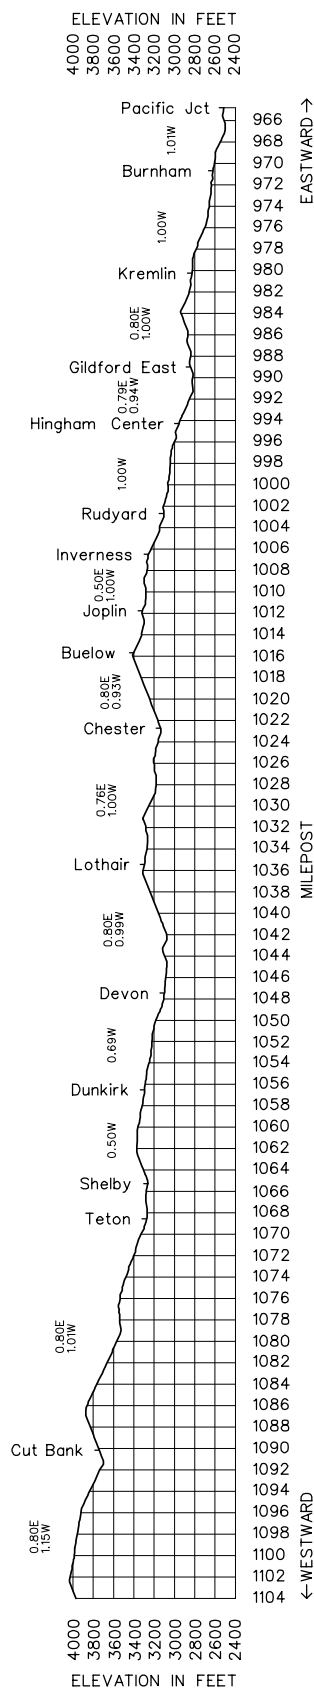 ELEVATION IN FEET
4000 3800 3600 3400 3200 3000 2800 2600 2400
EASTWARD →
Pacific Jct
966
1.01W
968
970
Burnham
972
974
1.00W
976
978
Kremlin
980
982
984
0.80E
1.00W
986
988
Gildford East
990
0.79E
0.94W
992
Hingham Center
994
996
998
1.00W
1000
1002
Rudyard
1004
1006
Inverness
1008
0.50E
1.00W
1010
Joplin
1012
1014
Buelow
1016
1018
0.80E
0.93W
1020
1022
Chester
1024
1026
1028
0.76E
1.00W
1030
MILEPOST
1032
1034
Lothair
1036
1038
1040
0.80E
0.99W
1042
1044
1046
Devon
1048
1050
0.69W
1052
1054
1056
Dunkirk
1058
1060
0.50W
1062
1064
Shelby
1066
1068
Teton
1070
1072
1074
1076
1078
0.80E
1.01W
1080
1082
1084
1086
1088
Cut Bank
1090
1092
1094
1096
←WESTWARD
0.80E
1.15W
1098
1100
1102
1104
4000 3800 3600 3400 3200 3000 2800 2600 2400
ELEVATION IN FEET